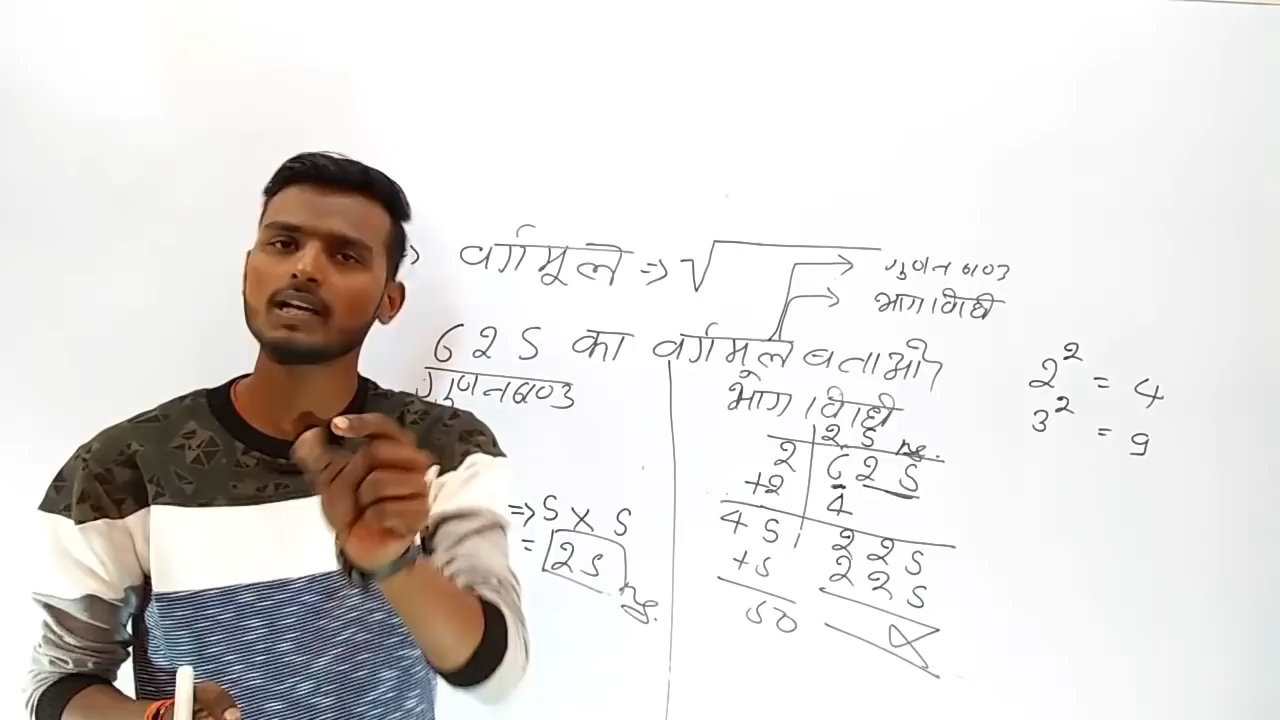 ⇒ वर्गमूल ⇒ √
गुणनखण्ड
भाग विधी
625 का वर्गमूल बताओ?
गुणनखण्ड
⇒ 5 × 5
= 25
भाग विधी
25
2 625
+2 4
45 225
+5 225
50 ×
2² = 4
3² = 9